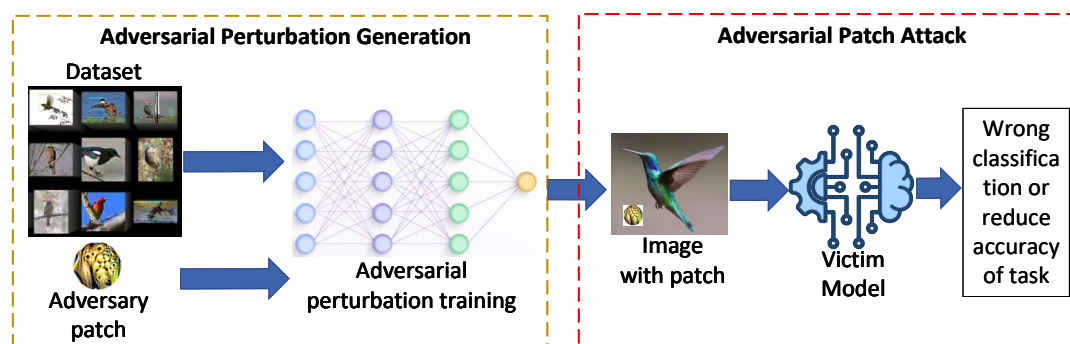 Adversarial Perturbation Generation
Dataset
Adversary
patch
Adversarial
perturbation training
Adversarial Patch Attack
Image
with patch
Victim
Model
Wrong
classifica
tion or
reduce
accuracy
of task